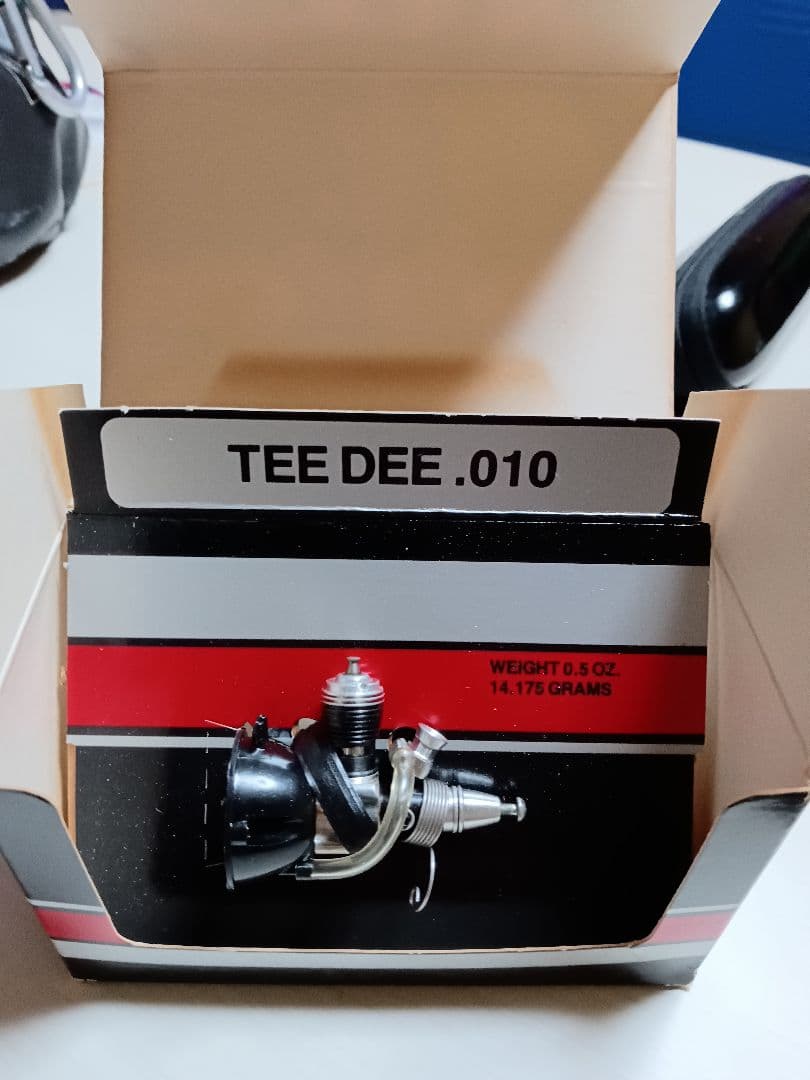 TEE DEE .010
WEIGHT 0.5 OZ.
14.175 GRAMS